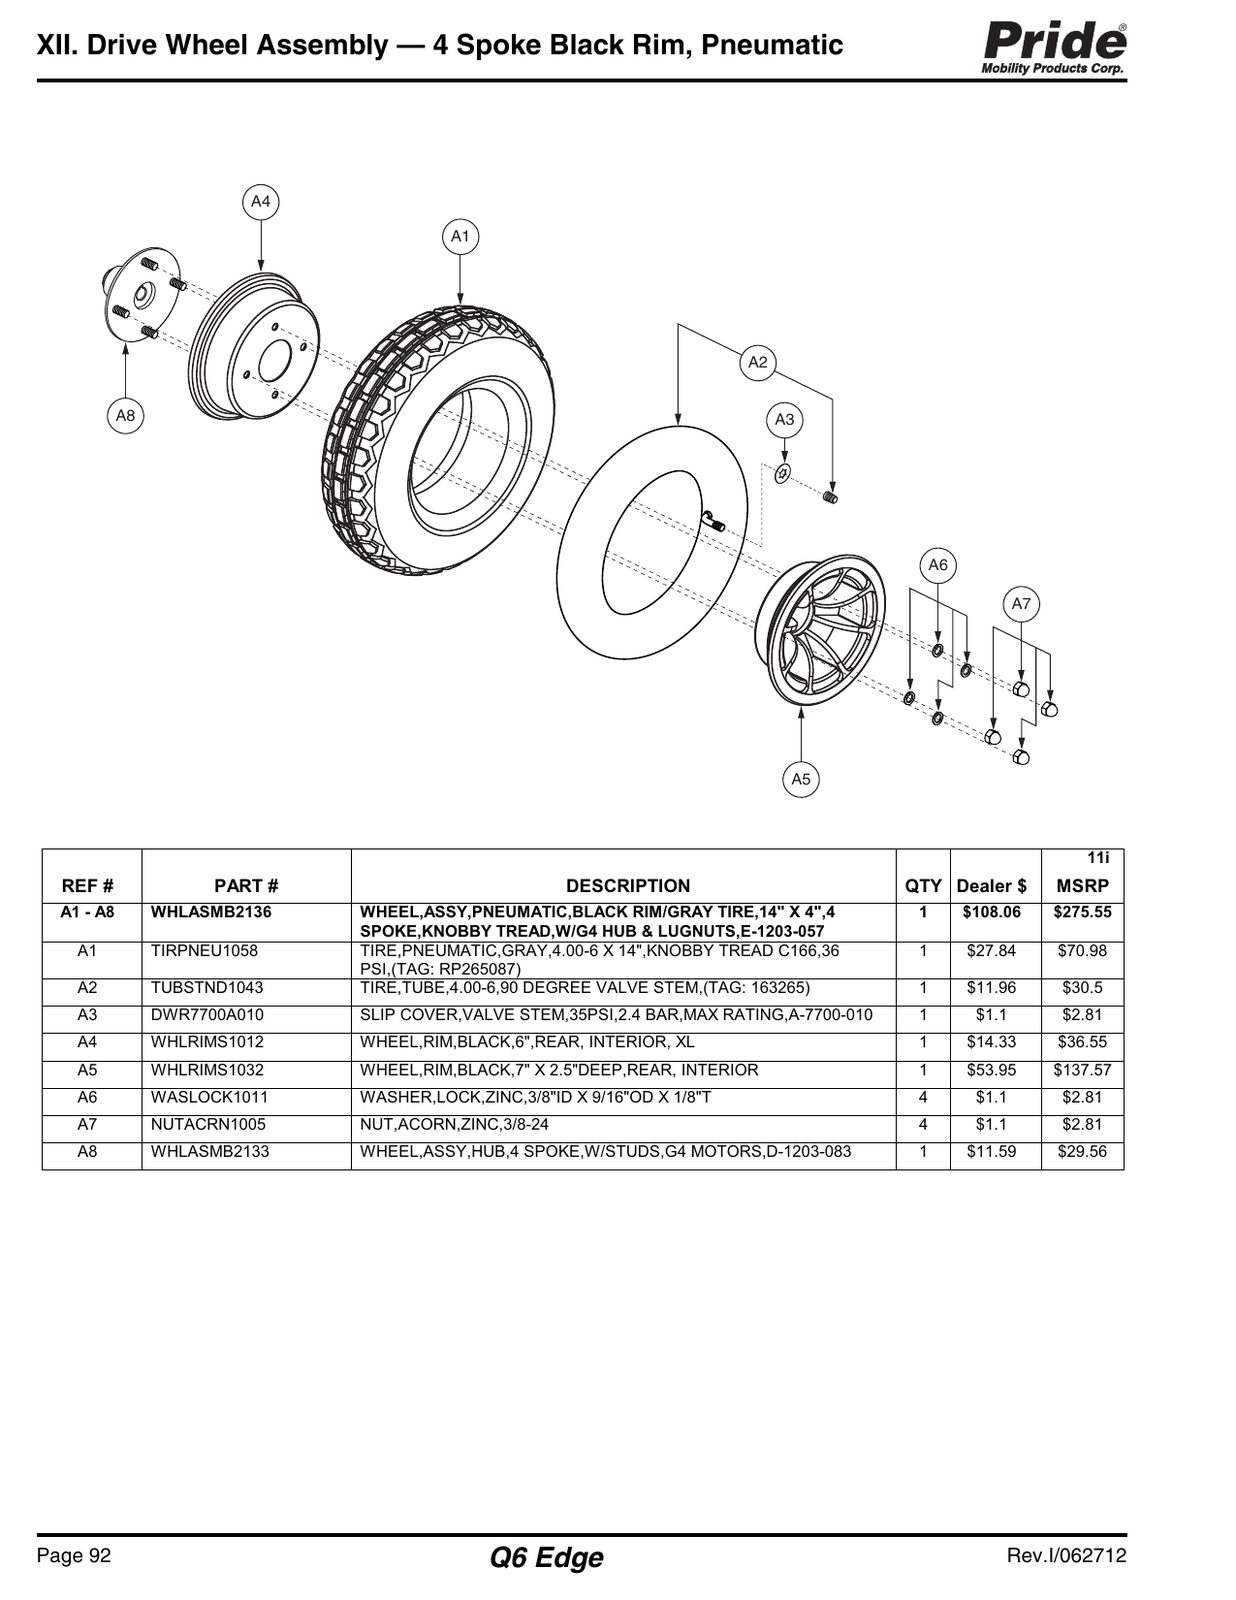 XII. Drive Wheel Assembly — 4 Spoke Black Rim, Pneumatic
Pride®
Mobility Products Corp.
A4
A1
A2
A8
A3
A6
A7
A5
11i
REF # PART # DESCRIPTION QTY Dealer $ MSRP
A1 - A8 WHLASMB2136 WHEEL,ASSY,PNEUMATIC,BLACK RIM/GRAY TIRE,14" X 4",4 1 $108.06 $275.55
SPOKE,KNOBBY TREAD,W/G4 HUB & LUGNUTS,E-1203-057
A1 TIRPNEU1058 TIRE,PNEUMATIC,GRAY,4.00-6 X 14",KNOBBY TREAD C166,36 1 $27.84 $70.98
PSI,(TAG: RP265087)
A2 TUBSTND1043 TIRE,TUBE,4.00-6,90 DEGREE VALVE STEM,(TAG: 163265) 1 $11.96 $30.5
A3 DWR7700A010 SLIP COVER,VALVE STEM,35PSI,2.4 BAR,MAX RATING,A-7700-010 1 $1.1 $2.81
A4 WHLRIMS1012 WHEEL,RIM,BLACK,6",REAR, INTERIOR, XL 1 $14.33 $36.55
A5 WHLRIMS1032 WHEEL,RIM,BLACK,7" X 2.5"DEEP,REAR, INTERIOR 1 $53.95 $137.57
A6 WASLOCK1011 WASHER,LOCK,ZINC,3/8"ID X 9/16"OD X 1/8"T 4 $1.1 $2.81
A7 NUTACRN1005 NUT,ACORN,ZINC,3/8-24 4 $1.1 $2.81
A8 WHLASMB2133 WHEEL,ASSY,HUB,4 SPOKE,W/STUDS,G4 MOTORS,D-1203-083 1 $11.59 $29.56
Page 92 Q6 Edge Rev.I/062712